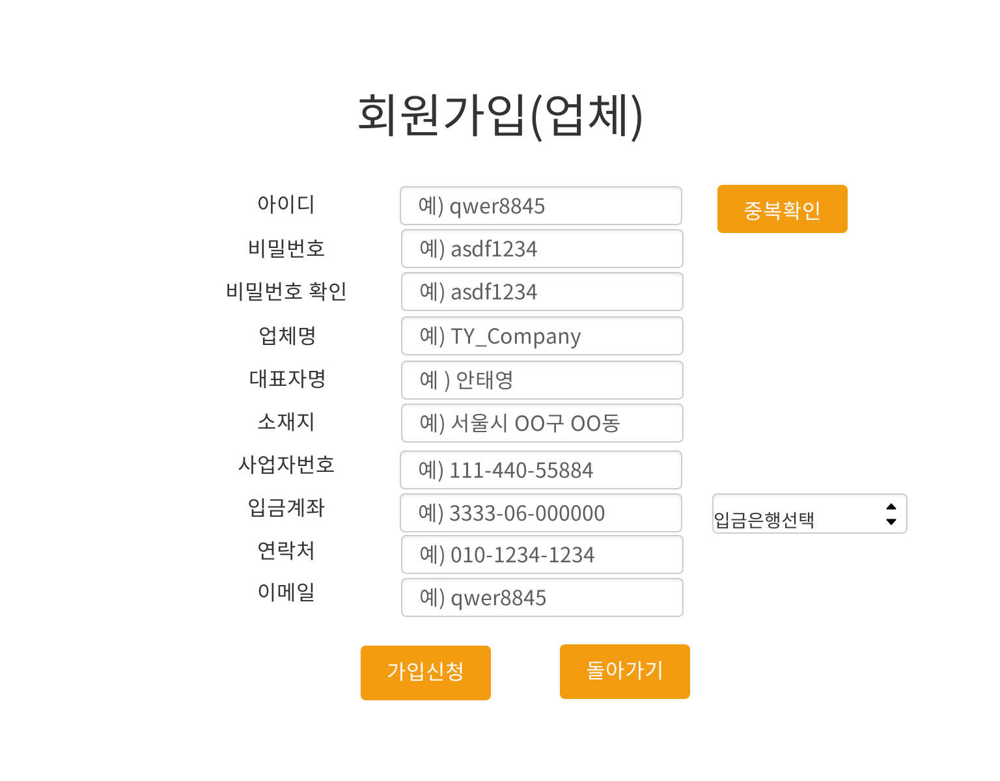 회원가입(업체)
아이디 예) qwer8845 중복확인
비밀번호 예) asdf1234
비밀번호 확인 예) asdf1234
업체명 예) TY_Company
대표자명 예 ) 안태영
소재지 예) 서울시 OO구 OO동
사업자번호 예) 111-440-55884
입금계좌 예) 3333-06-000000 입금은행선택
연락처 예) 010-1234-1234
이메일 예) qwer8845
가입신청 돌아가기